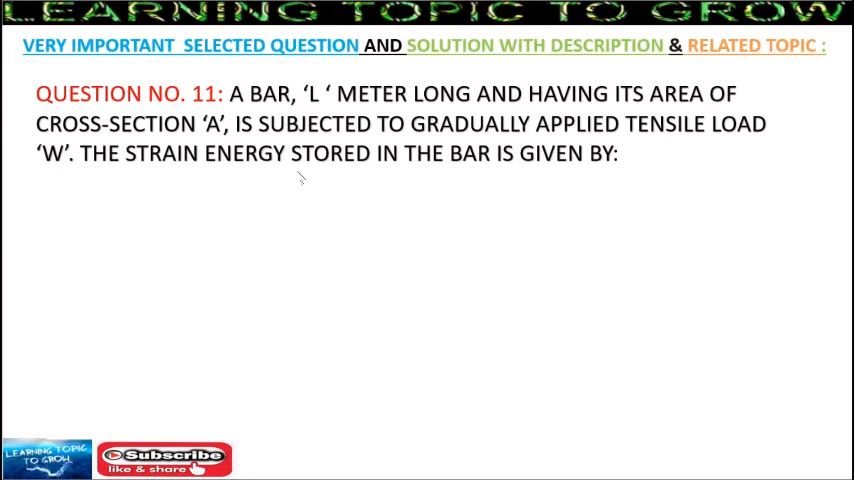 LEARNING TOPIC TO GROW
VERY IMPORTANT SELECTED QUESTION AND SOLUTION WITH DESCRIPTION & RELATED TOPIC :
QUESTION NO. 11: A BAR, ‘L ‘ METER LONG AND HAVING ITS AREA OF
CROSS-SECTION ‘A’, IS SUBJECTED TO GRADUALLY APPLIED TENSILE LOAD
‘W’. THE STRAIN ENERGY STORED IN THE BAR IS GIVEN BY:
LEARNING TOPIC
TO GROW
Subscribe
like & share